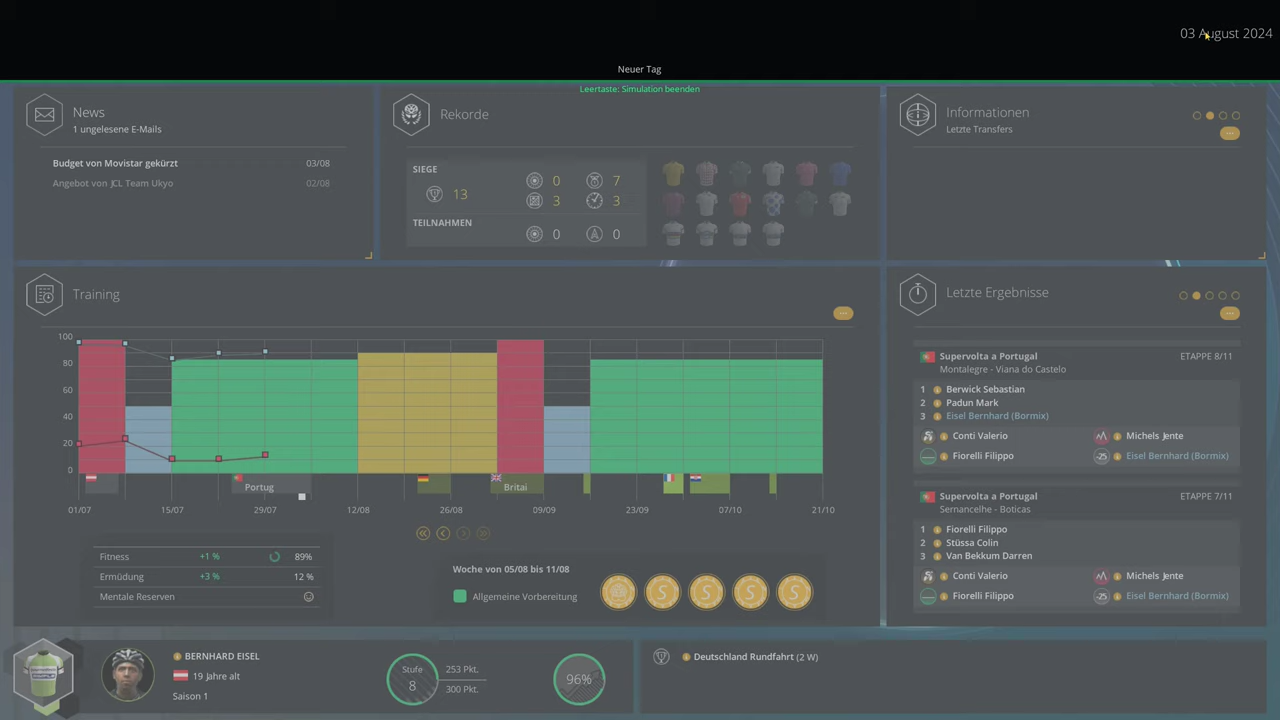 03 August 2024
Neuer Tag
Leertaste: Simulation beenden
News
1 ungelesene E-Mails
Budget von Movistar gekürzt 03/08
Angebot von JCL Team Ukyo 02/08
Rekorde
SIEGE
13
0 7
3 3
TEILNAHMEN
0 0
Informationen
Letzte Transfers
Training
100
80
60
40
20
0
Portug
Britai
01/07 15/07 29/07 12/08 26/08 09/09 23/09 07/10 21/10
Fitness +1 % 89%
Ermüdung +3 % 12 %
Mentale Reserven
Woche von 05/08 bis 11/08
Allgemeine Vorbereitung
S S S S
Letzte Ergebnisse
Supervolta a Portugal ETAPPE 8/11
Montalegre - Viana do Castelo
1 Berwick Sebastian
2 Padun Mark
3 Eisel Bernhard (Bormix)
Conti Valerio Michels Jente
Fiorelli Filippo -25 Eisel Bernhard (Bormix)
Supervolta a Portugal ETAPPE 7/11
Sernancelhe - Boticas
1 Fiorelli Filippo
2 Stüssa Colin
3 Van Bekkum Darren
Conti Valerio Michels Jente
Fiorelli Filippo -25 Eisel Bernhard (Bormix)
BERNHARD EISEL
19 Jahre alt
Saison 1
Stufe
8
253 Pkt.
300 Pkt.
96%
Deutschland Rundfahrt (2 W)